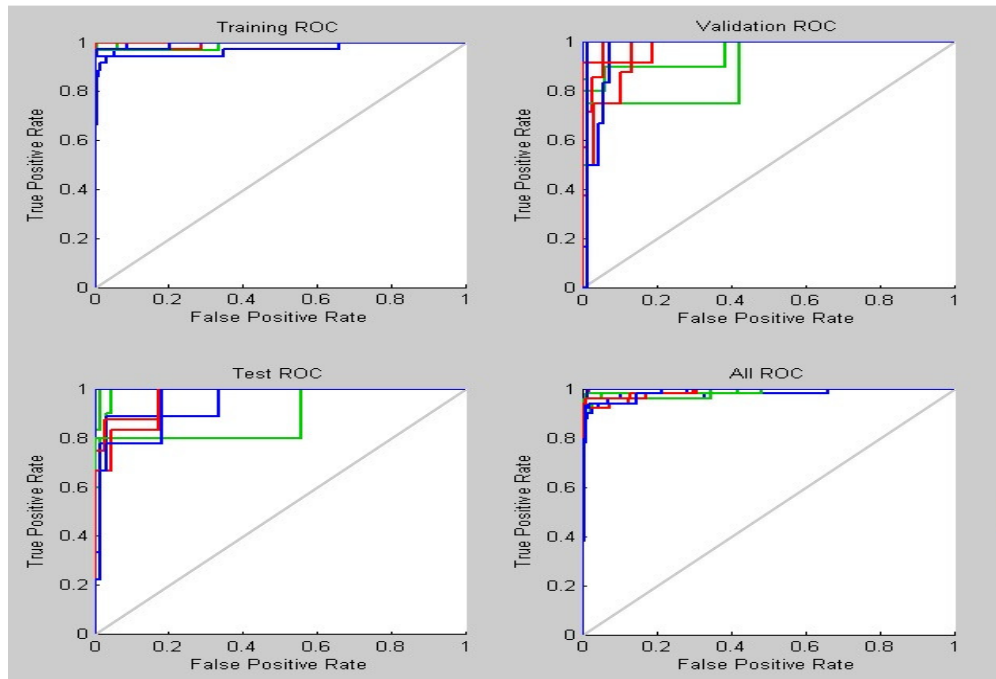 Training ROC
1
0.8
0.6
0.4
0.2
0
True Positive Rate
0 0.2 0.4 0.6 0.8 1
False Positive Rate
Validation ROC
1
0.8
0.6
0.4
0.2
0
True Positive Rate
0 0.2 0.4 0.6 0.8 1
False Positive Rate
Test ROC
1
0.8
0.6
0.4
0.2
0
True Positive Rate
0 0.2 0.4 0.6 0.8 1
False Positive Rate
All ROC
1
0.8
0.6
0.4
0.2
0
True Positive Rate
0 0.2 0.4 0.6 0.8 1
False Positive Rate